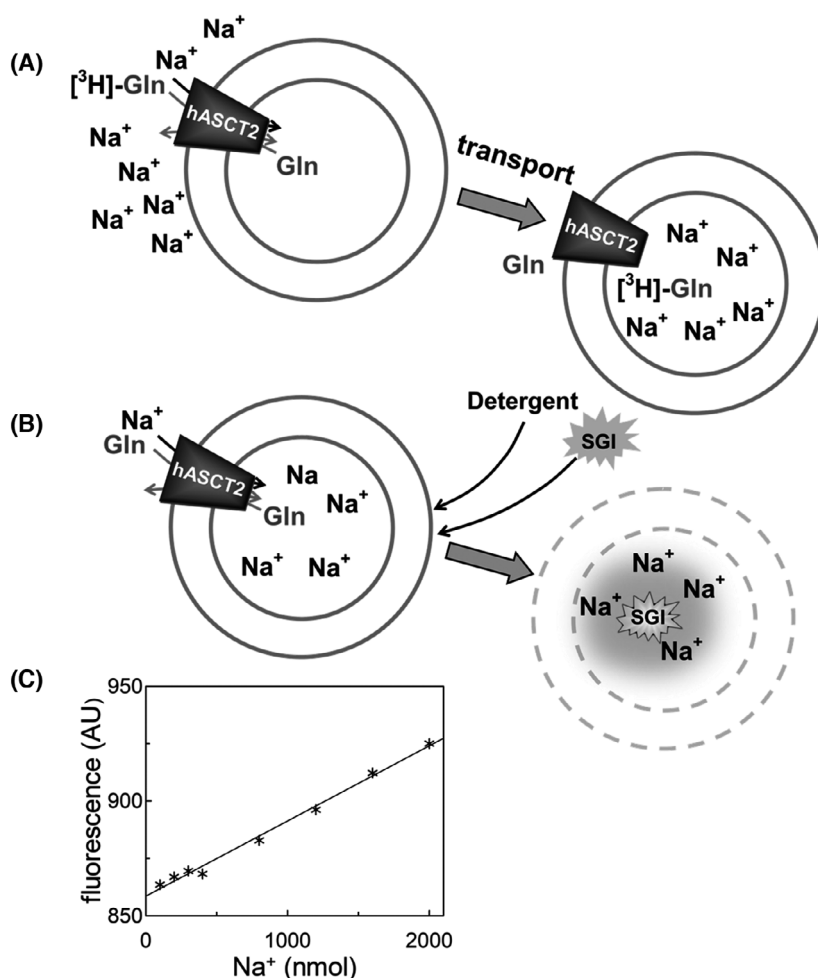 (A)
Na⁺
Na⁺
[³H]-Gln
hASCT2
Na⁺
Gln
Na⁺
Na⁺
Na⁺
Na⁺
transport
hASCT2
Na⁺
Gln
Na⁺
[³H]-Gln
Na⁺
Na⁺
Na⁺
(B)
Na⁺
Gln
hASCT2
Na
Na⁺
Gln
Na⁺
Na⁺
Detergent
SGI
Na⁺
Na⁺
Na⁺
SGI
Na⁺
(C)
950
900
850
fluorescence (AU)
0
1000
2000
Na⁺ (nmol)